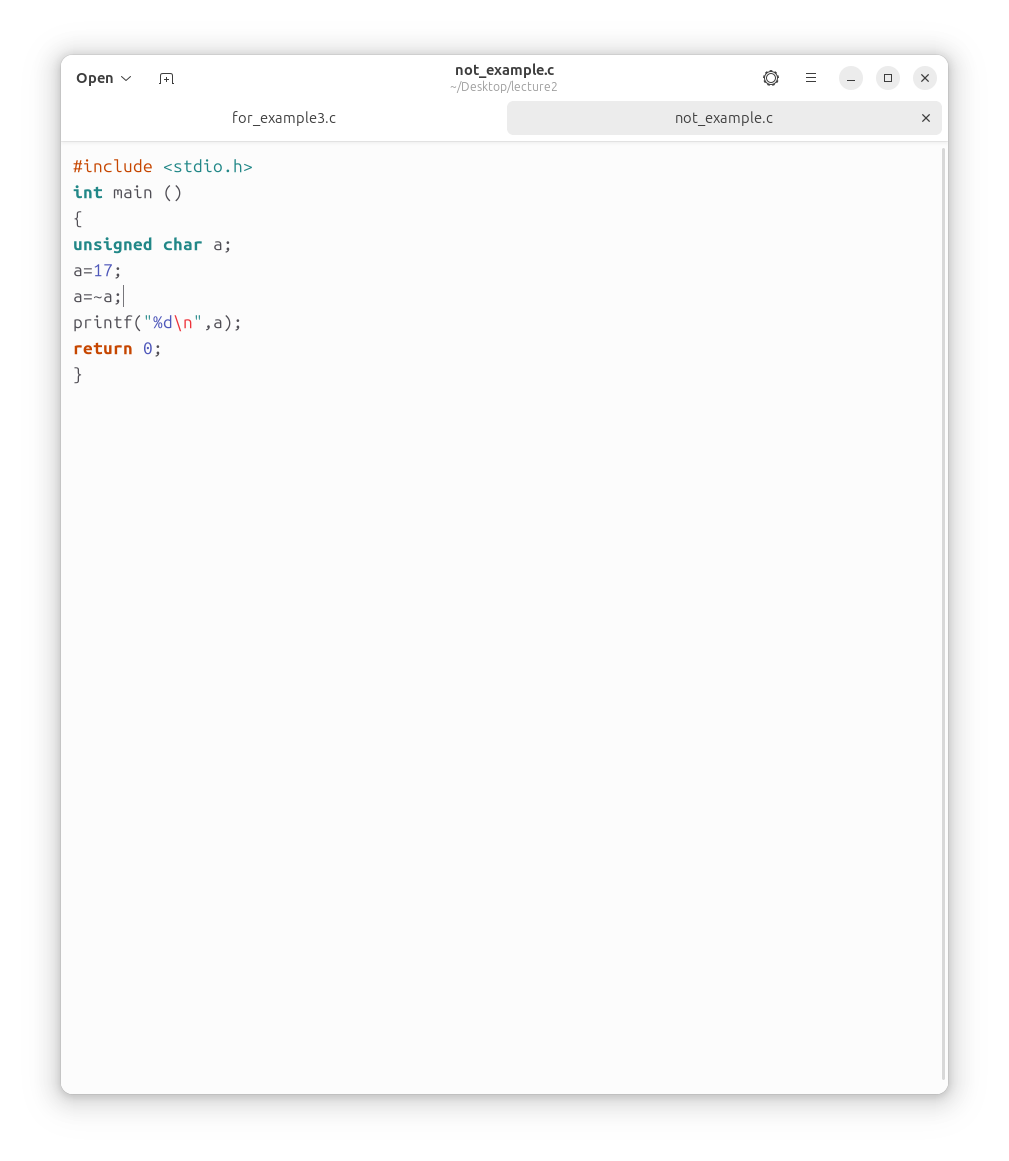 Open
not_example.c
~/Desktop/lecture2
for_example3.c
not_example.c
#include <stdio.h>
int main ()
{
unsigned char a;
a=17;
a=~a;
printf("%d\n",a);
return 0;
}